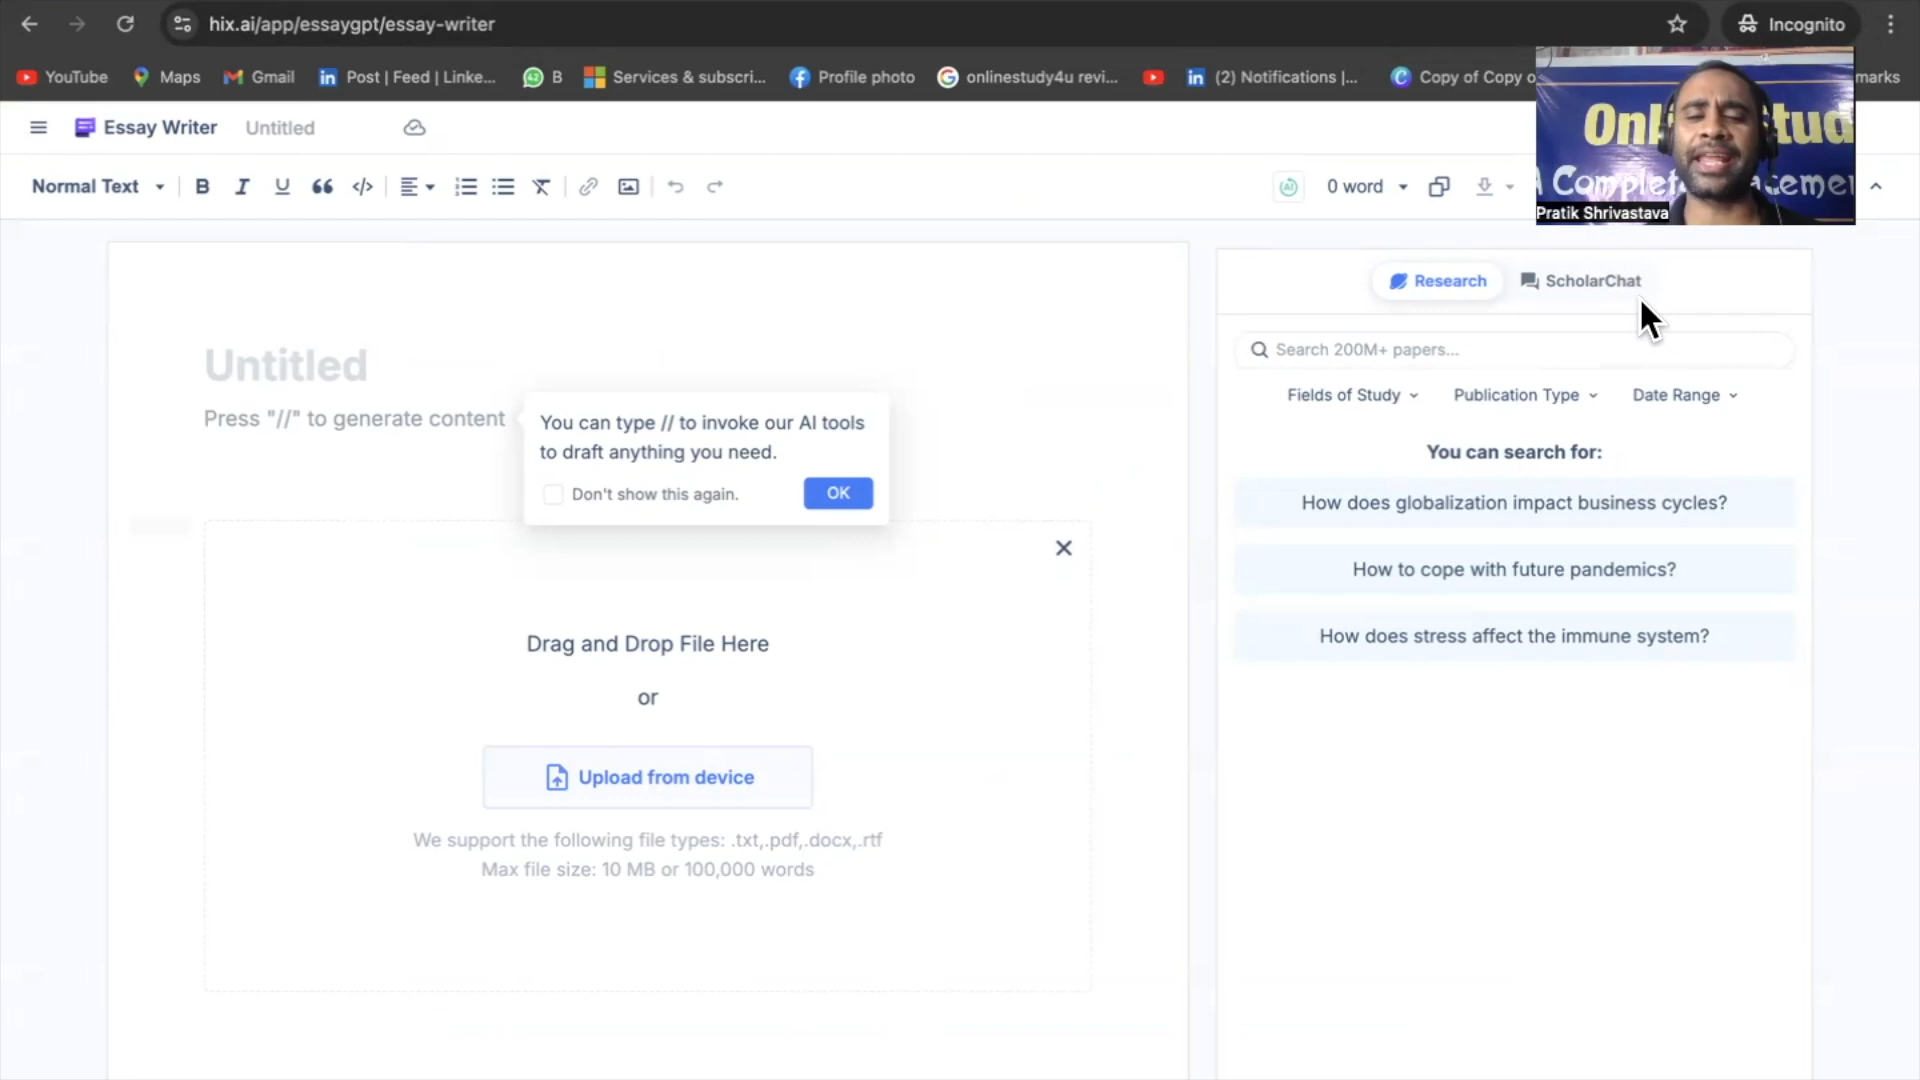 hix.ai/app/essaygpt/essay-writer
Incognito
YouTube
Maps
Gmail
Post | Feed | Linke...
42
B
Services & subscri...
Profile photo
onlinestudy4u revi...
(2) Notifications |...
Copy of Copy o
marks
Essay Writer
Untitled
Normal Text
B
I
U
AI
0 word
A Complete
Pratik Shrivastava
Untitled
Press "//" to generate content
You can type // to invoke our AI tools
to draft anything you need.
Don't show this again.
OK
Drag and Drop File Here
or
Upload from device
We support the following file types: .txt,.pdf,.docx,.rtf
Max file size: 10 MB or 100,000 words
Research
ScholarChat
Search 200M+ papers...
Fields of Study
Publication Type
Date Range
You can search for:
How does globalization impact business cycles?
How to cope with future pandemics?
How does stress affect the immune system?